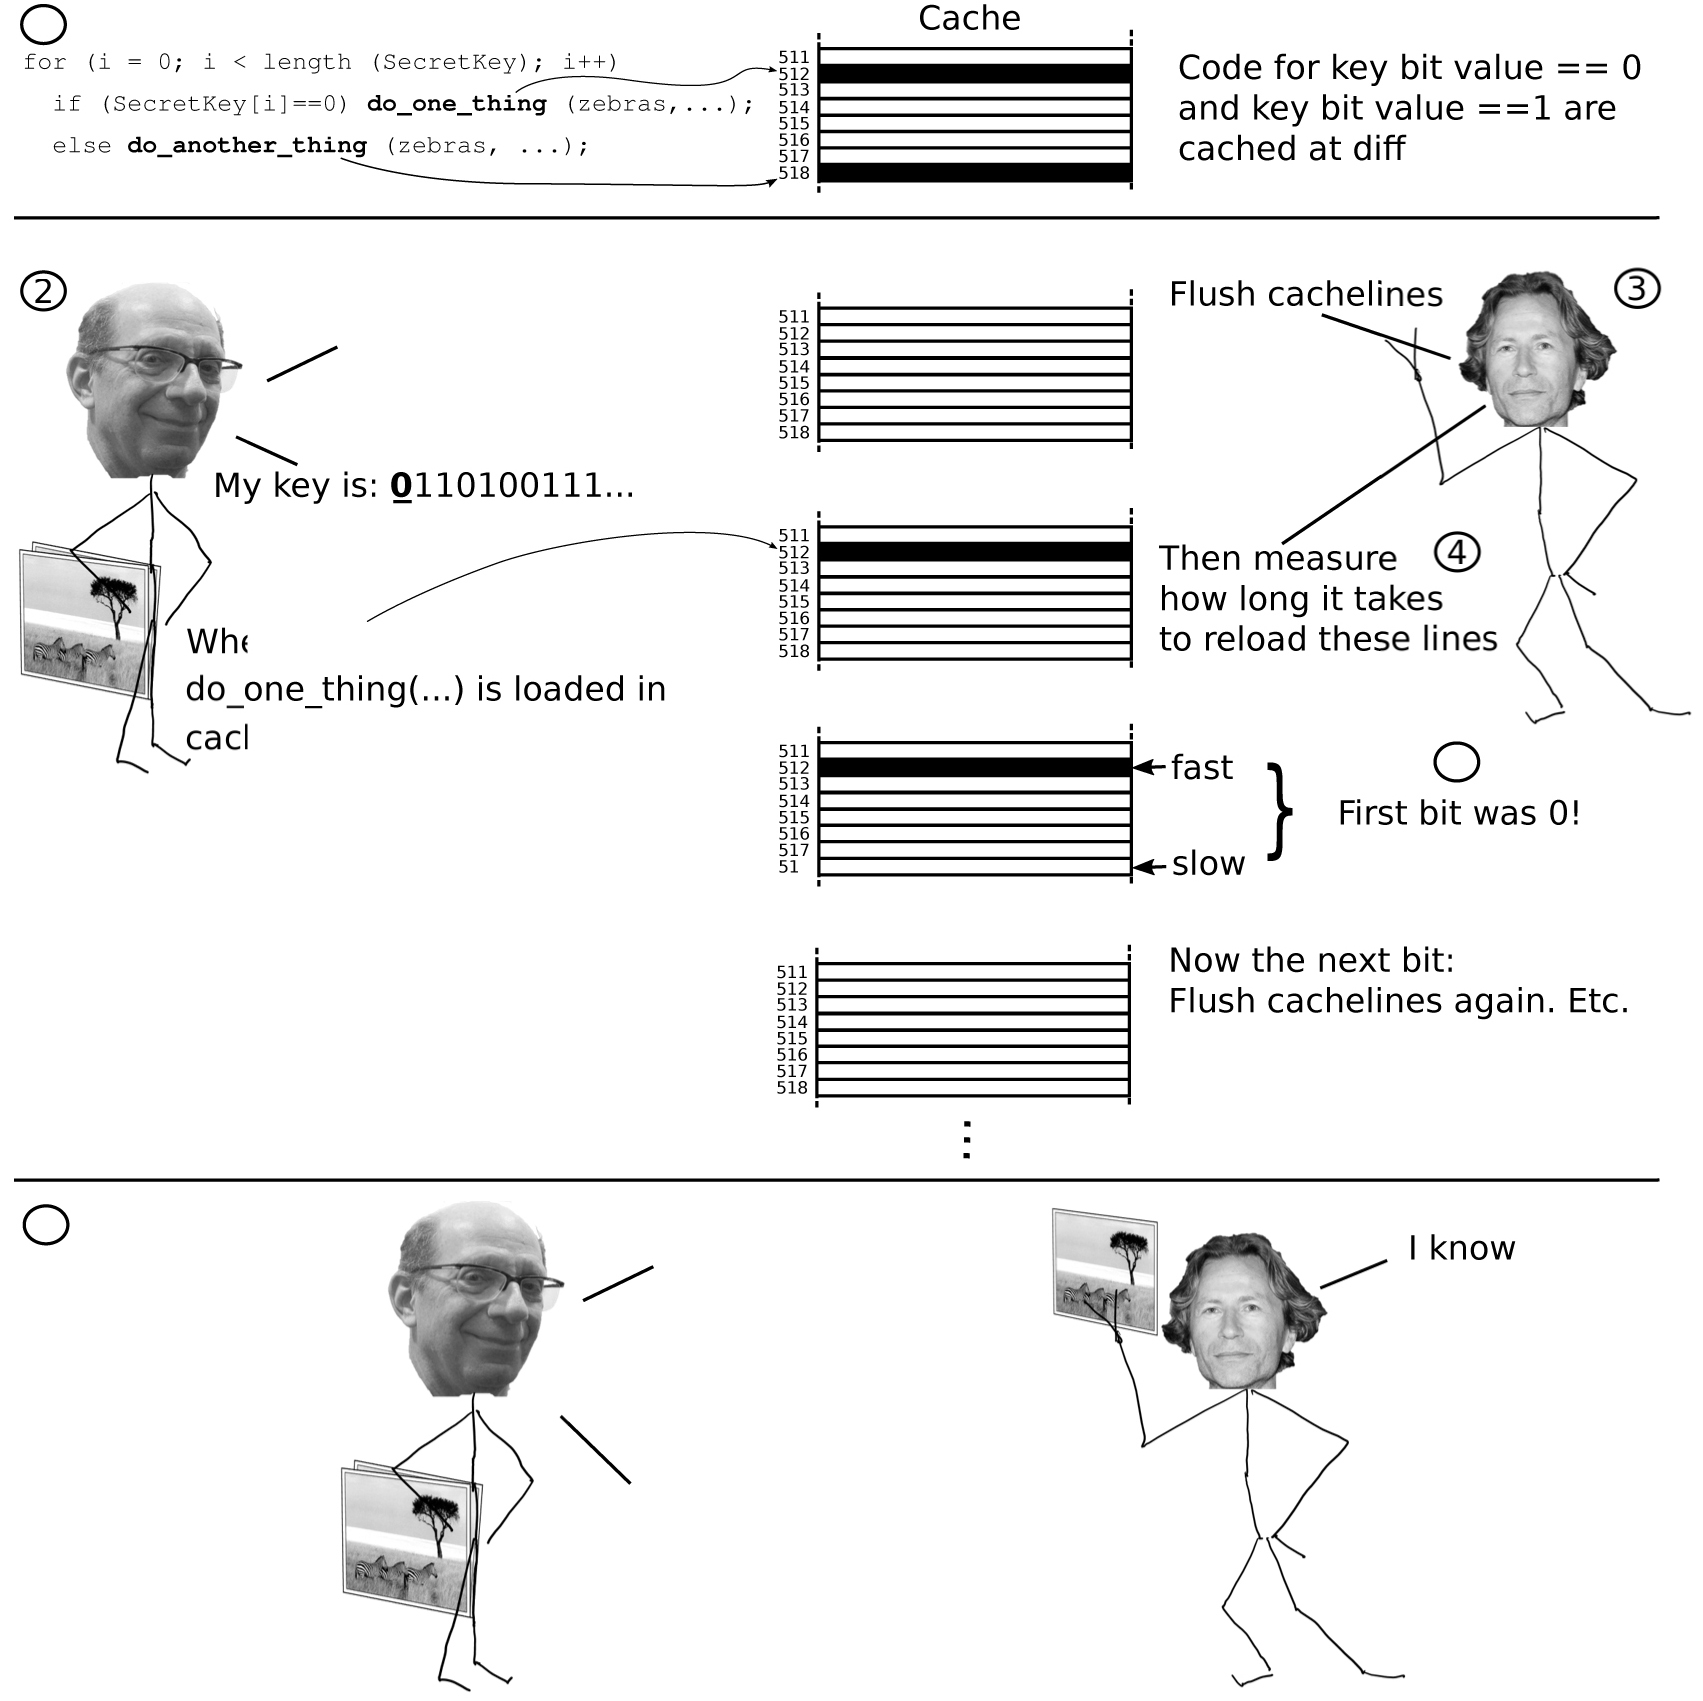 Cache
for (i = 0; i < length (SecretKey); i++)
if (SecretKey[i]==0) do_one_thing (zebras,...);
else do_another_thing (zebras, ...);
511
512
513
514
515
516
517
518
Code for key bit value == 0
and key bit value ==1 are
cached at diff
2
My key is: 0110100111...
do_one_thing(...) is loaded in
511
512
513
514
515
516
517
518
Flush cachelines
3
511
512
513
514
515
516
517
518
Then measure
4
how long it takes
to reload these lines
511
512
513
514
515
516
517
51
fast
slow
First bit was 0!
511
512
513
514
515
516
517
518
Now the next bit:
Flush cachelines again. Etc.
I know